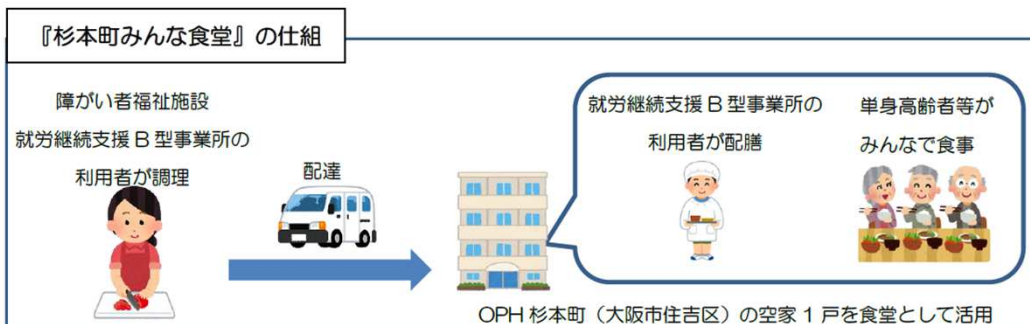 『杉本町みんな食堂』の仕組
障がい者福祉施設
就労継続支援B型事業所の
利用者が調理
配達
就労継続支援B型事業所の
利用者が配膳
単身高齢者等が
みんなで食事
OPH杉本町（大阪市住吉区）の空家1戸を食堂として活用